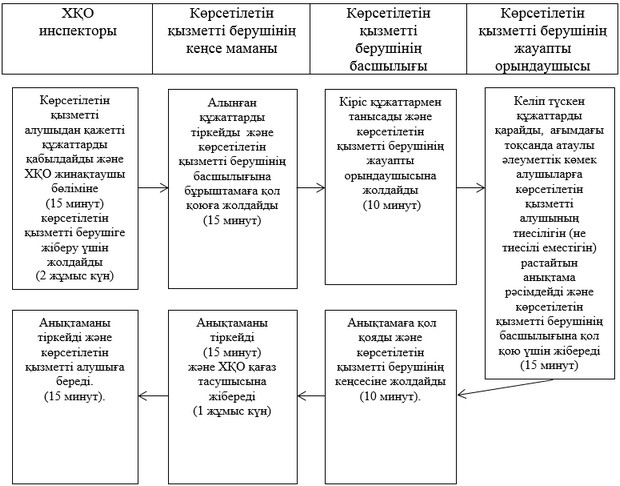 ХҚО
инспекторы
Көрсетілетін
қызметті берушінің
кеңсе маманы
Көрсетілетін
қызметті
берушінің
басшылығы
Көрсетілетін
қызметті берушінің
жауапты
орындаушысы
Көрсетілетін
қызметті
алушыдан қажетті
құжаттарды
қабылдайды және
ХҚО жинақтаушы
бөліміне
(15 минут)
көрсетілетін
қызметті берушіге
жіберу үшін
жолдайды
(2 жұмыс күн)
Алынған
құжаттарды
тіркейды және
көрсетілетін
қызметті берушінің
басшылығына
бұрыштамаға қол
қоюға жолдайды
(15 минут)
Кіріс құжаттармен
танысады және
көрсетілетін
қызметті берушінің
жауапты
орындаушысына
жолдайды
(10 минут)
Келіп түскен
құжаттарды
қарайды, ағымдағы
тоқсанда атаулы
әлеуметтік көмек
алушыларға
көрсетілетін
қызметті
алушының
тиесілігін (не
тиесілі еместігін)
растайтын
анықтама
рәсімдейді және
көрсетілетін
қызметті берушінің
басшылығына қол
қою үшін жібереді
(15 минут)
Анықтаманы
тіркейді және
көрсетілетін
қызметті алушыға
береді.
(15 минут).
Анықтаманы
тіркейді
(15 минут)
және ХҚО қағаз
тасушысына
жібереді
(1 жұмыс күн)
Анықтамаға қол
қояды және
көрсетілетін
қызметті берушінің
кеңсесіне жолдайды
(10 минут).